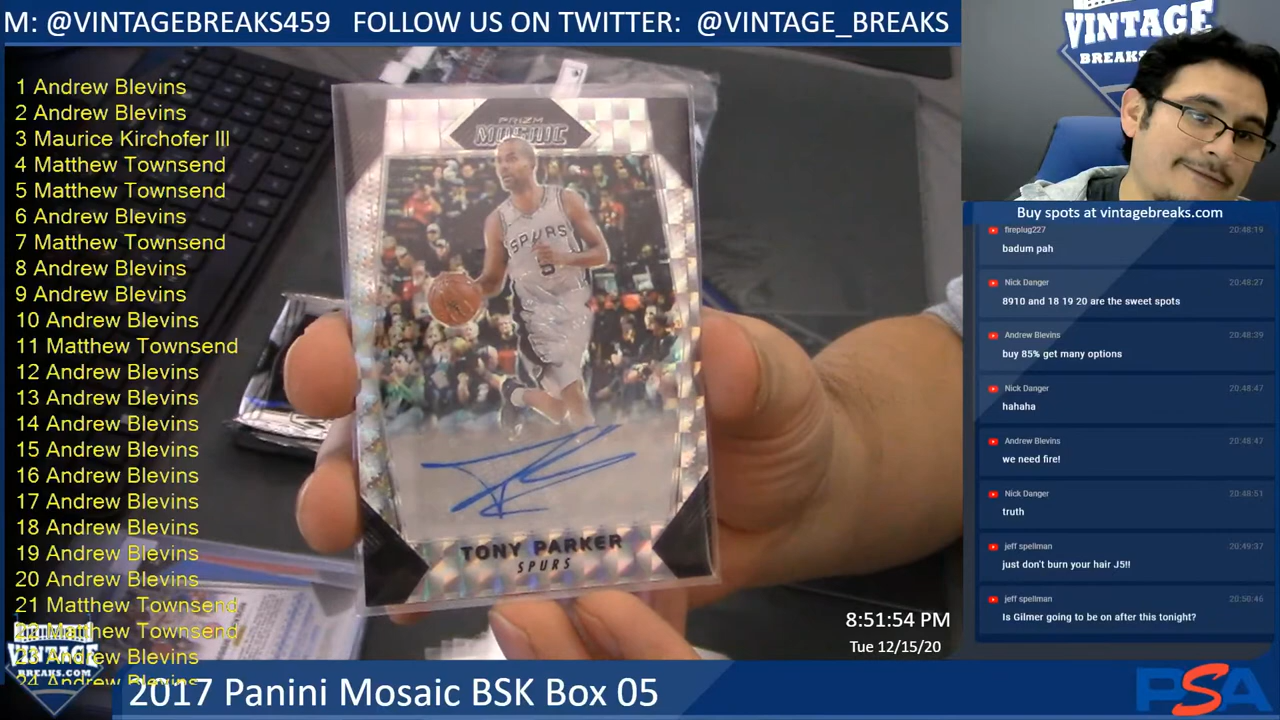 M: @VINTAGEBREAKS459 FOLLOW US ON TWITTER: @VINTAGE_BREAKS
VINTAGE
BREAKS
1 Andrew Blevins
2 Andrew Blevins
3 Maurice Kirchofer III
4 Matthew Townsend
5 Matthew Townsend
6 Andrew Blevins
7 Matthew Townsend
8 Andrew Blevins
9 Andrew Blevins
10 Andrew Blevins
11 Matthew Townsend
12 Andrew Blevins
13 Andrew Blevins
14 Andrew Blevins
15 Andrew Blevins
16 Andrew Blevins
17 Andrew Blevins
18 Andrew Blevins
19 Andrew Blevins
20 Andrew Blevins
21 Matthew Townsend
22 Matthew Townsend
23 Andrew Blevins
24 Andrew Blevins
PRIZM
MOSAIC
SPURS
TONY PARKER
SPURS
Buy spots at vintagebreaks.com
fireplug227 20:48:19
badum pah
Nick Danger 20:48:27
8910 and 18 19 20 are the sweet spots
Andrew Blevins 20:48:39
buy 85% get many options
Nick Danger 20:48:47
hahaha
Andrew Blevins 20:48:47
we need fire!
Nick Danger 20:48:51
truth
jeff spellman 20:49:37
just don't burn your hair J5!!
jeff spellman 20:50:46
Is Gilmer going to be on after this tonight?
8:51:54 PM
Tue 12/15/20
VINTAGE
BREAKS.COM
2017 Panini Mosaic BSK Box 05
PSA